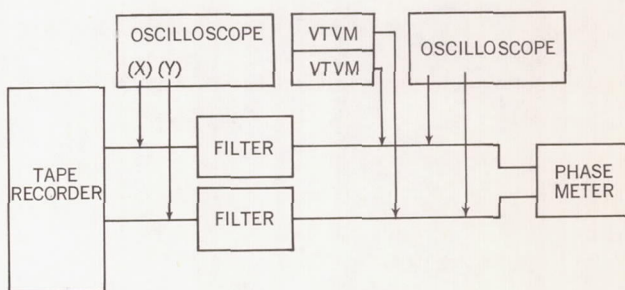 OSCILLOSCOPE
(X) (Y)
VTVM
VTVM
OSCILLOSCOPE
TAPE
RECORDER
FILTER
FILTER
PHASE
METER